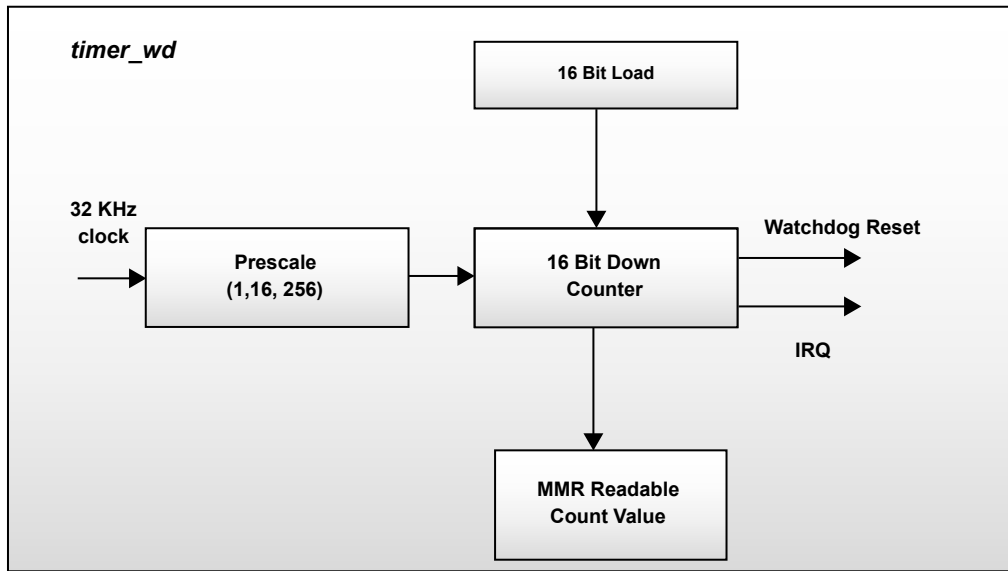 timer_wd
16 Bit Load
32 KHz
clock
Prescale
(1,16, 256)
16 Bit Down
Counter
Watchdog Reset
IRQ
MMR Readable
Count Value